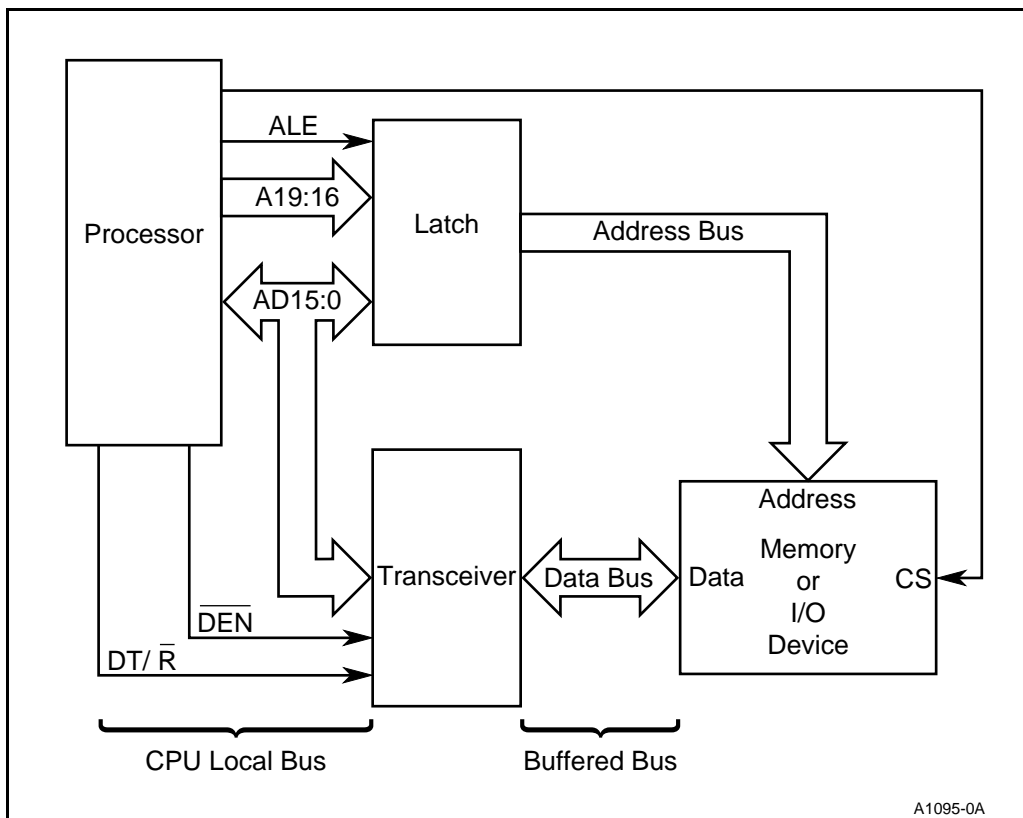 ALE
A19:16
Processor
Latch
Address Bus
AD15:0
Address
Transceiver
Data Bus
Data
Memory
or
I/O
Device
CS
D̅E̅N̅
DT/ R̅
CPU Local Bus
Buffered Bus
A1095-0A